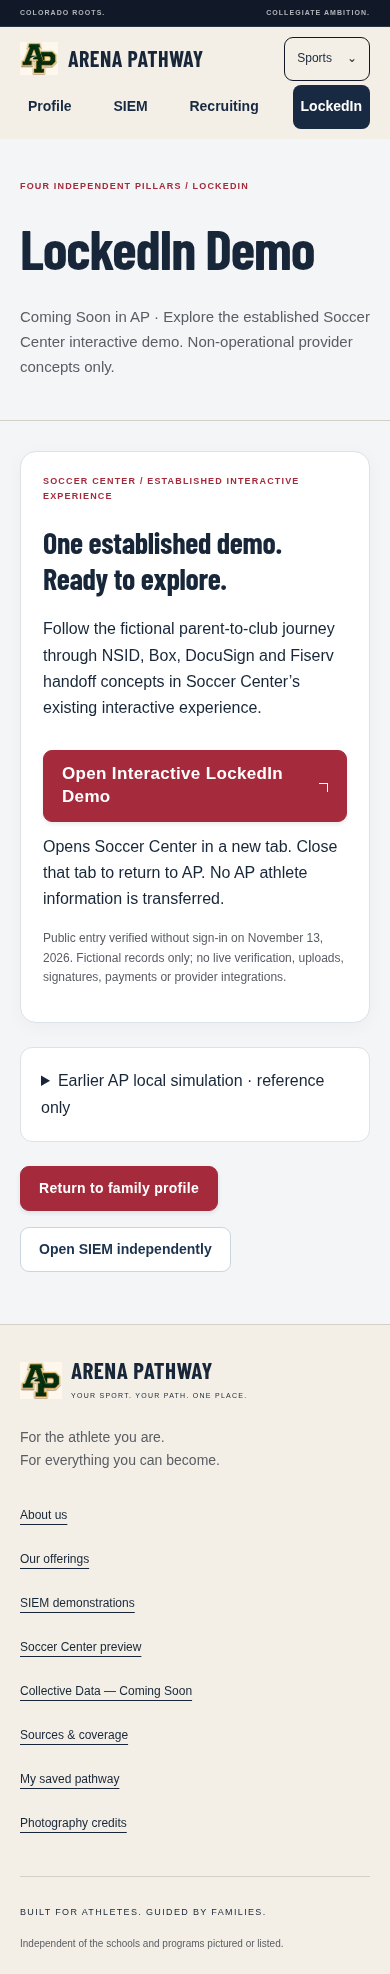 COLORADO ROOTS.
COLLEGIATE AMBITION.
AP
ARENA PATHWAY
Sports
Profile
SIEM
Recruiting
LockedIn
FOUR INDEPENDENT PILLARS / LOCKEDIN
LockedIn Demo
Coming Soon in AP · Explore the established Soccer
Center interactive demo. Non-operational provider
concepts only.
SOCCER CENTER / ESTABLISHED INTERACTIVE
EXPERIENCE
One established demo.
Ready to explore.
Follow the fictional parent-to-club journey
through NSID, Box, DocuSign and Fiserv
handoff concepts in Soccer Center’s
existing interactive experience.
Open Interactive LockedIn
Demo
Opens Soccer Center in a new tab. Close
that tab to return to AP. No AP athlete
information is transferred.
Public entry verified without sign-in on November 13,
2026. Fictional records only; no live verification, uploads,
signatures, payments or provider integrations.
Earlier AP local simulation · reference
only
Return to family profile
Open SIEM independently
AP
ARENA PATHWAY
YOUR SPORT. YOUR PATH. ONE PLACE.
For the athlete you are.
For everything you can become.
About us
Our offerings
SIEM demonstrations
Soccer Center preview
Collective Data — Coming Soon
Sources & coverage
My saved pathway
Photography credits
BUILT FOR ATHLETES. GUIDED BY FAMILIES.
Independent of the schools and programs pictured or listed.